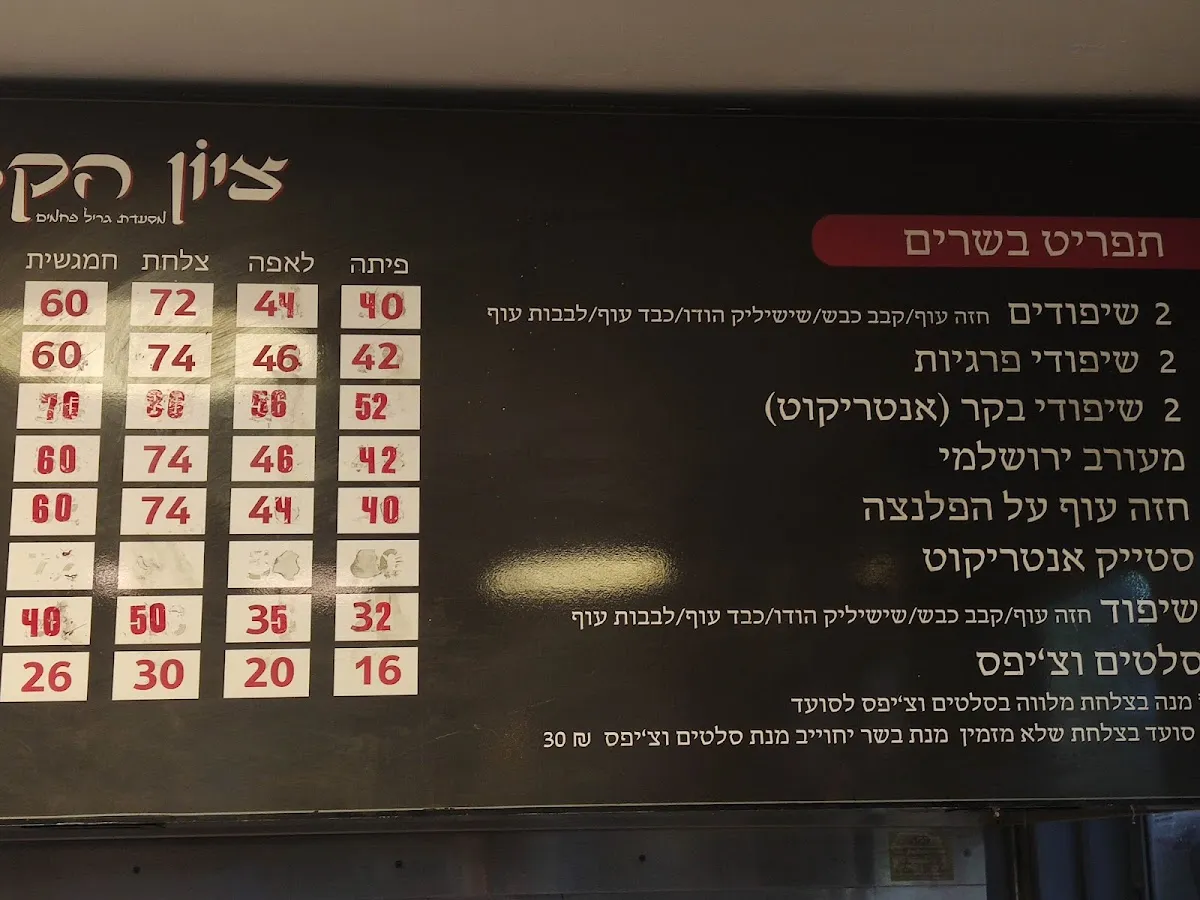 ציון
מסעדת גריל פחמים
תפריט בשרים
פיתה לאפה צלחת חמגשית
2 שיפודים חזה עוף/קבב כבש/שישיליק הודו/כבד עוף/לבבות עוף 40 44 72 60
2 שיפודי פרגיות 42 46 74 60
2 שיפודי בקר (אנטריקוט) 52 56 86 70
מעורב ירושלמי 42 46 74 60
חזה עוף על הפלנצה 40 44 74 60
סטייק אנטריקוט
שיפוד חזה עוף/קבב כבש/שישיליק הודו/כבד עוף/לבבות עוף 32 35 50 40
סלטים וצ'יפס 16 20 30 26
מנה בצלחת מלווה בסלטים וצ'יפס לסועד
סועד בצלחת שלא מזמין מנת בשר יחוייב מנת סלטים וצ'יפס 30 ₪